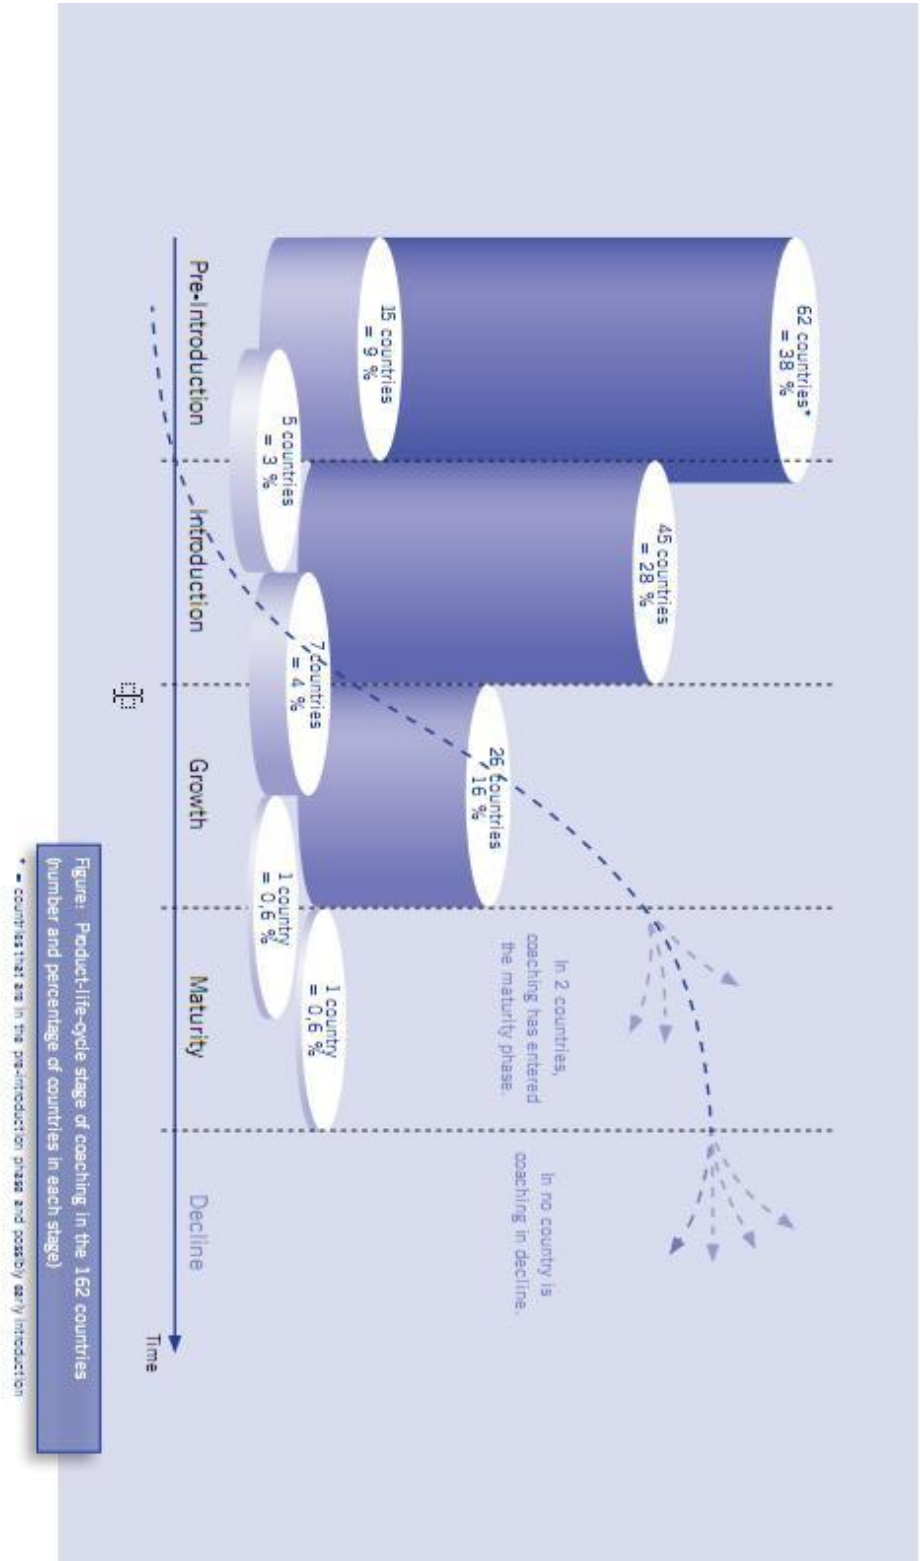 62 countries*
= 38 %
15 countries
= 9 %
5 countries
= 3 %
45 countries
= 28 %
7 countries
= 4 %
26 countries
16 %
1 country
= 0,6 %
1 country
= 0,6 %
In 2 countries,
coaching has entered
the maturity phase.
In no country is
coaching in decline.
Pre-Introduction
Introduction
Growth
Maturity
Decline
Time
Figure: Product-life-cycle stage of coaching in the 162 countries
(number and percentage of countries in each stage)
* = countries that are in the pre-introduction phase and possibly early introduction